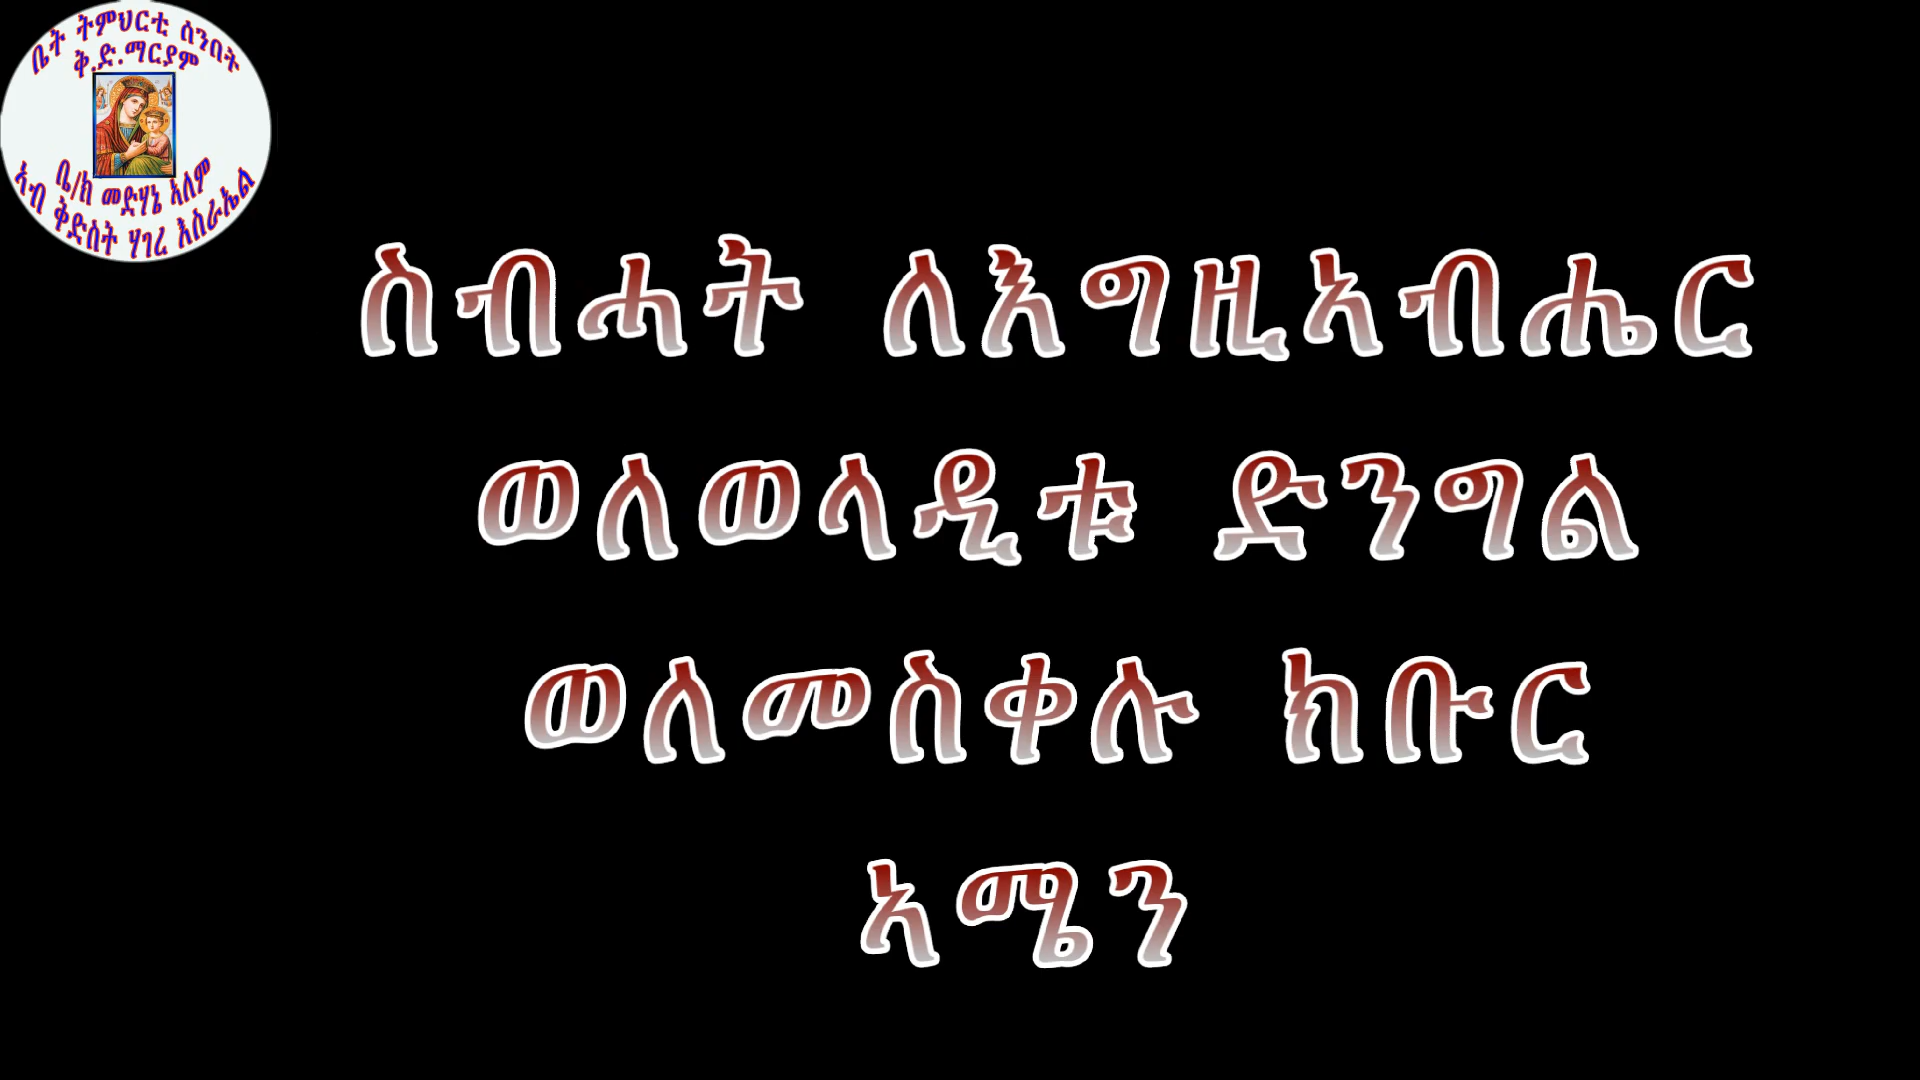 ቤት ትምህርቲ ሰንበት
ቅ.ድ.ማርያም
ቤ/ክ መድሃኔ ኣለም
ኣብ ቅድስት ሃገረ እስራኤል
ስብሓት ለእግዚኣብሔር
ወለወላዲቱ ድንግል
ወለመስቀሉ ክቡር
ኣሜን